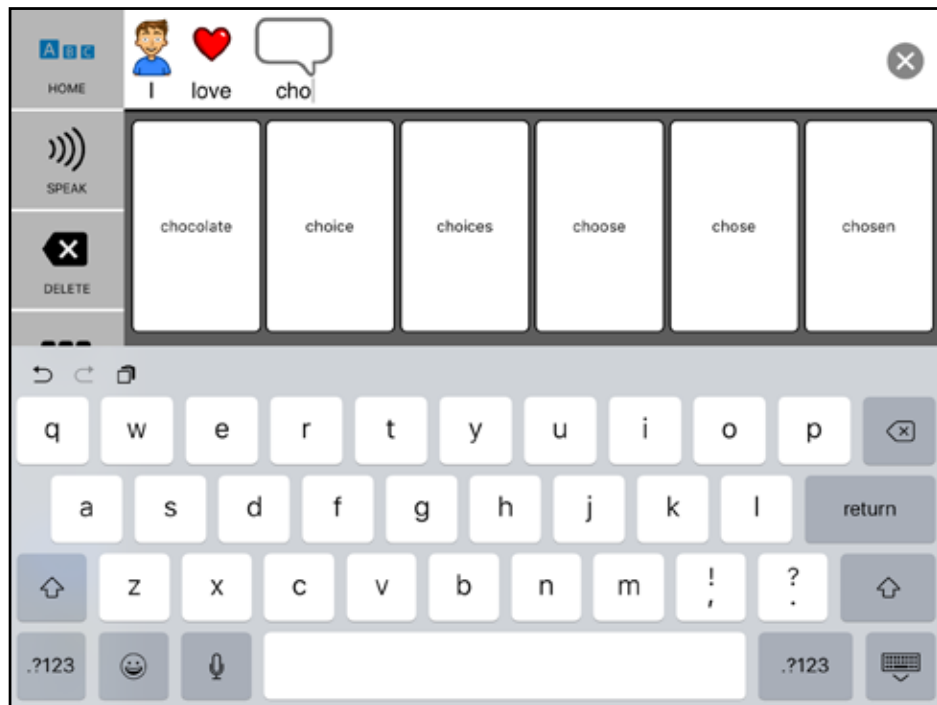 A B C
HOME
I love cho
SPEAK
DELETE
chocolate choice choices choose chose chosen
q w e r t y u i o p
a s d f g h j k l return
z x c v b n m ! , ? .
.?123 .?123